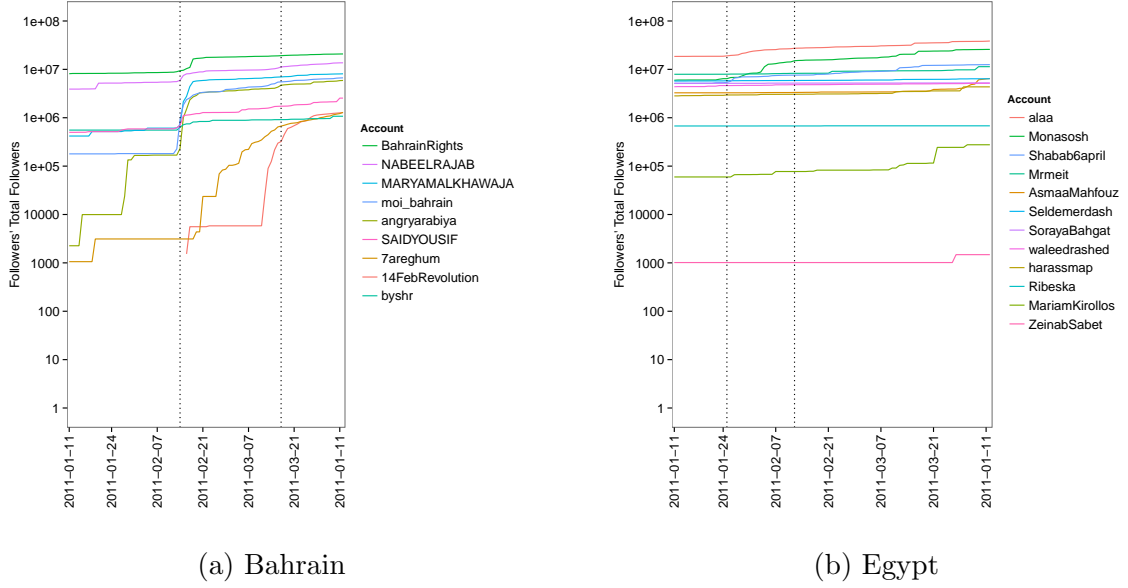 1e+08
1e+07
1e+06
1e+05
10000
1000
100
10
1
Followers' Total Followers
2011−01−11
2011−01−24
2011−02−07
2011−02−21
2011−03−07
2011−03−21
2011−01−11
Account
BahrainRights
NABEELRAJAB
MARYAMALKHAWAJA
moi_bahrain
angryarabiya
SAIDYOUSIF
7areghum
14FebRevolution
byshr
(a) Bahrain
1e+08
1e+07
1e+06
1e+05
10000
1000
100
10
1
Followers' Total Followers
2011−01−11
2011−01−24
2011−02−07
2011−02−21
2011−03−07
2011−03−21
2011−01−11
Account
alaa
Monasosh
Shabab6april
Mrmeit
AsmaaMahfouz
Seldemerdash
SorayaBahgat
waleedrashed
harassmap
Ribeska
MariamKirollos
ZeinabSabet
(b) Egypt